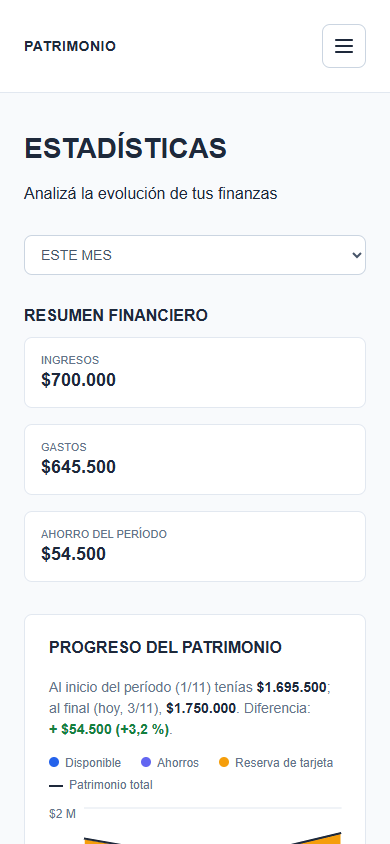 PATRIMONIO
ESTADÍSTICAS
Analizá la evolución de tus finanzas
ESTE MES
RESUMEN FINANCIERO
INGRESOS
$700.000
GASTOS
$645.500
AHORRO DEL PERÍODO
$54.500
PROGRESO DEL PATRIMONIO
Al inicio del período (1/11) tenías $1.695.500;
al final (hoy, 3/11), $1.750.000. Diferencia:
+ $54.500 (+3,2 %).
Disponible Ahorros Reserva de tarjeta
Patrimonio total
$2 M